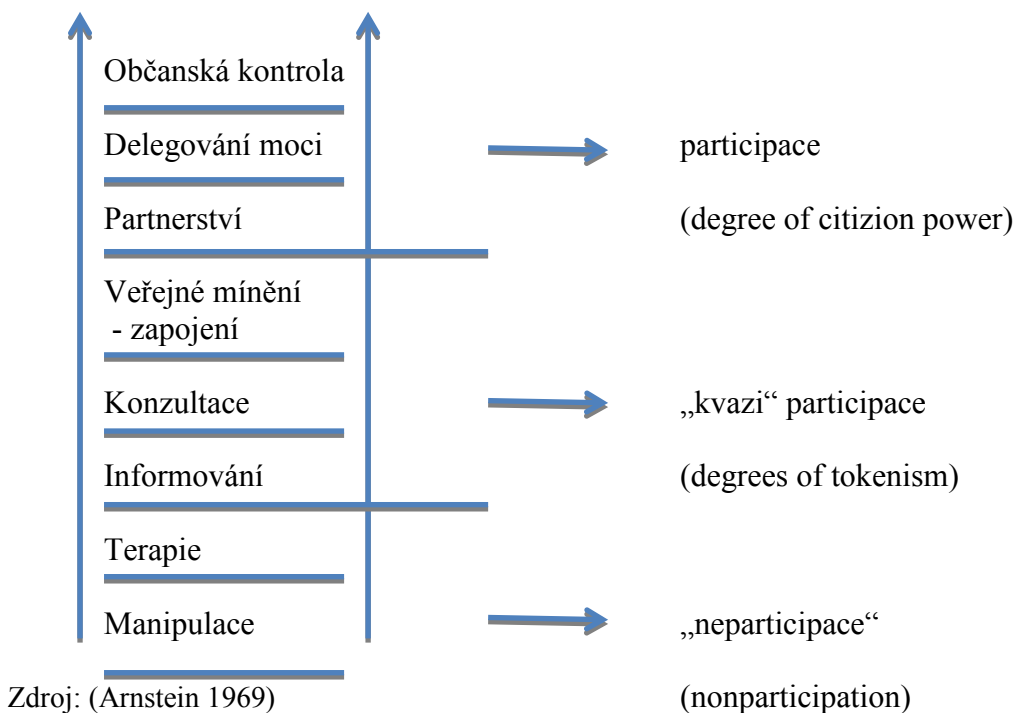 Občanská kontrola
Delegování moci
participace
Partnerství
(degree of citizion power)
Veřejné mínění
- zapojení
Konzultace
„kvazi“ participace
Informování
(degrees of tokenism)
Terapie
Manipulace
„neparticipace“
Zdroj: (Arnstein 1969)
(nonparticipation)